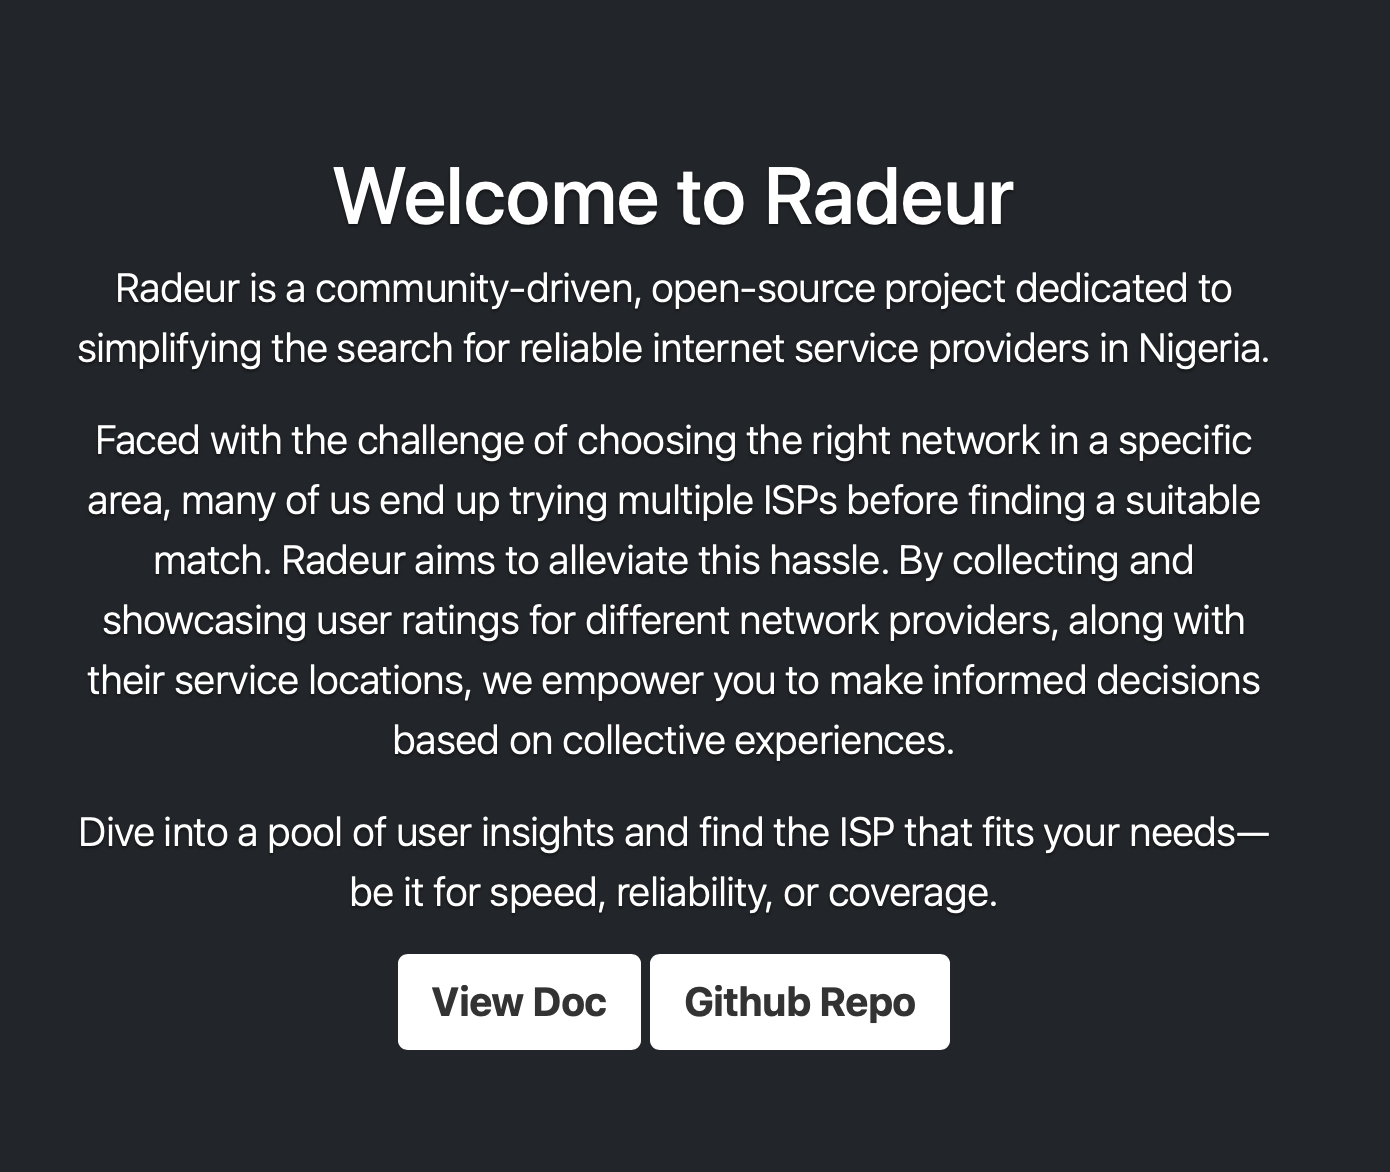 Welcome to Radeur
Radeur is a community-driven, open-source project dedicated to
simplifying the search for reliable internet service providers in Nigeria.
Faced with the challenge of choosing the right network in a specific
area, many of us end up trying multiple ISPs before finding a suitable
match. Radeur aims to alleviate this hassle. By collecting and
showcasing user ratings for different network providers, along with
their service locations, we empower you to make informed decisions
based on collective experiences.
Dive into a pool of user insights and find the ISP that fits your needs—
be it for speed, reliability, or coverage.
View Doc
Github Repo